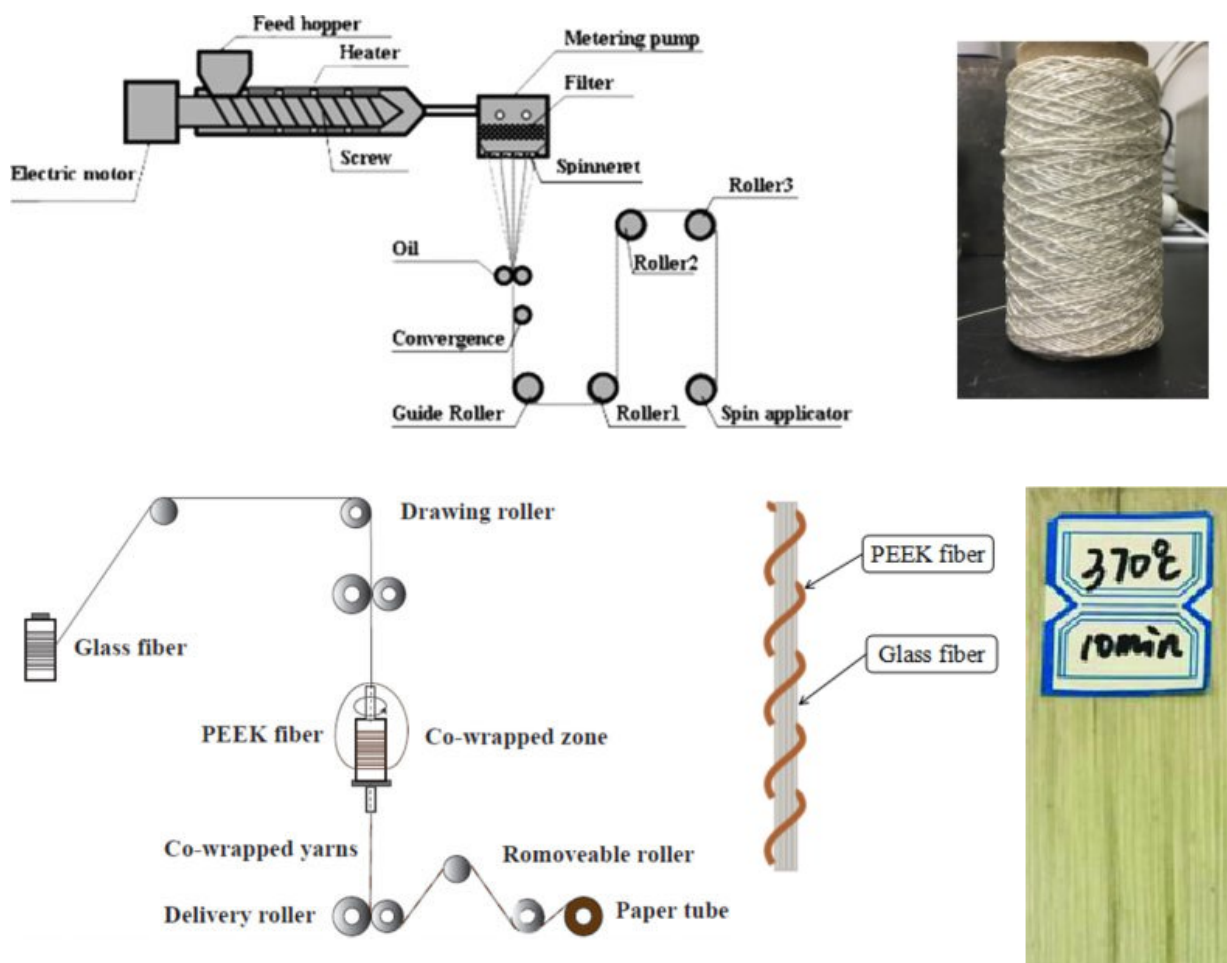 Feed hopper
Heater
Metering pump
Filter
Screw
Spinneret
Electric motor
Roller3
Oil
Roller2
Convergence
Guide Roller
Roller1
Spin applicator
Drawing roller
Glass fiber
PEEK fiber
Co-wrapped zone
Co-wrapped yarns
Romoveable roller
Delivery roller
Paper tube
PEEK fiber
Glass fiber
370℃
10min